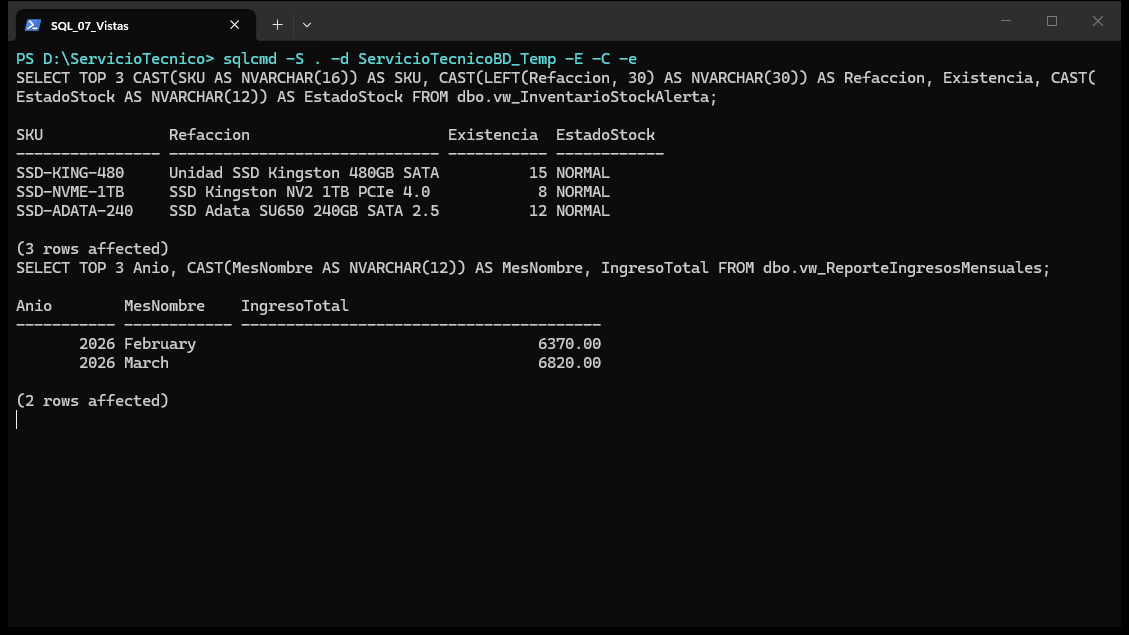 SQL_07_Vistas
PS D:\ServicioTecnico> sqlcmd -S . -d ServicioTecnicoBD_Temp -E -C -e
SELECT TOP 3 CAST(SKU AS NVARCHAR(16)) AS SKU, CAST(LEFT(Refaccion, 30) AS NVARCHAR(30)) AS Refaccion, Existencia, CAST(
EstadoStock AS NVARCHAR(12)) AS EstadoStock FROM dbo.vw_InventarioStockAlerta;
SKU              Refaccion                      Existencia  EstadoStock
---------------- ------------------------------ ----------- ------------
SSD-KING-480     Unidad SSD Kingston 480GB SATA          15 NORMAL
SSD-NVME-1TB     SSD Kingston NV2 1TB PCIe 4.0            8 NORMAL
SSD-ADATA-240    SSD Adata SU650 240GB SATA 2.5          12 NORMAL
(3 rows affected)
SELECT TOP 3 Anio, CAST(MesNombre AS NVARCHAR(12)) AS MesNombre, IngresoTotal FROM dbo.vw_ReporteIngresosMensuales;
Anio        MesNombre    IngresoTotal
----------- ------------ ----------------------------------------
       2026 February                                      6370.00
       2026 March                                         6820.00
(2 rows affected)